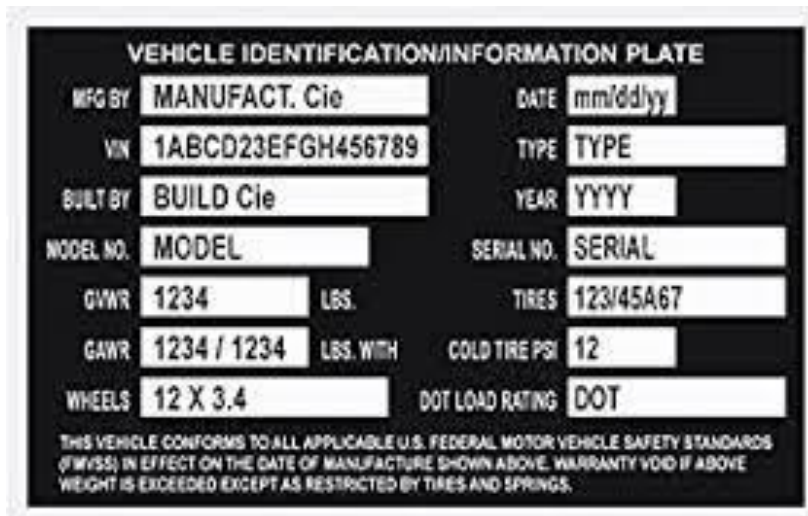 VEHICLE IDENTIFICATION/INFORMATION PLATE
MFG BY MANUFACT. Cie DATE mm/dd/yy
VIN 1ABCD23EFGH456789 TYPE TYPE
BUILT BY BUILD Cie YEAR YYYY
MODEL NO. MODEL SERIAL NO. SERIAL
GVWR 1234 LBS. TIRES 123/45A67
GAWR 1234 / 1234 LBS. WITH COLD TIRE PSI 12
WHEELS 12 X 3.4 DOT LOAD RATING DOT
THIS VEHICLE CONFORMS TO ALL APPLICABLE U.S. FEDERAL MOTOR VEHICLE SAFETY STANDARDS
(FMVSS) IN EFFECT ON THE DATE OF MANUFACTURE SHOWN ABOVE. WARRANTY VOID IF ABOVE
WEIGHT IS EXCEEDED EXCEPT AS RESTRICTED BY TIRES AND SPRINGS.